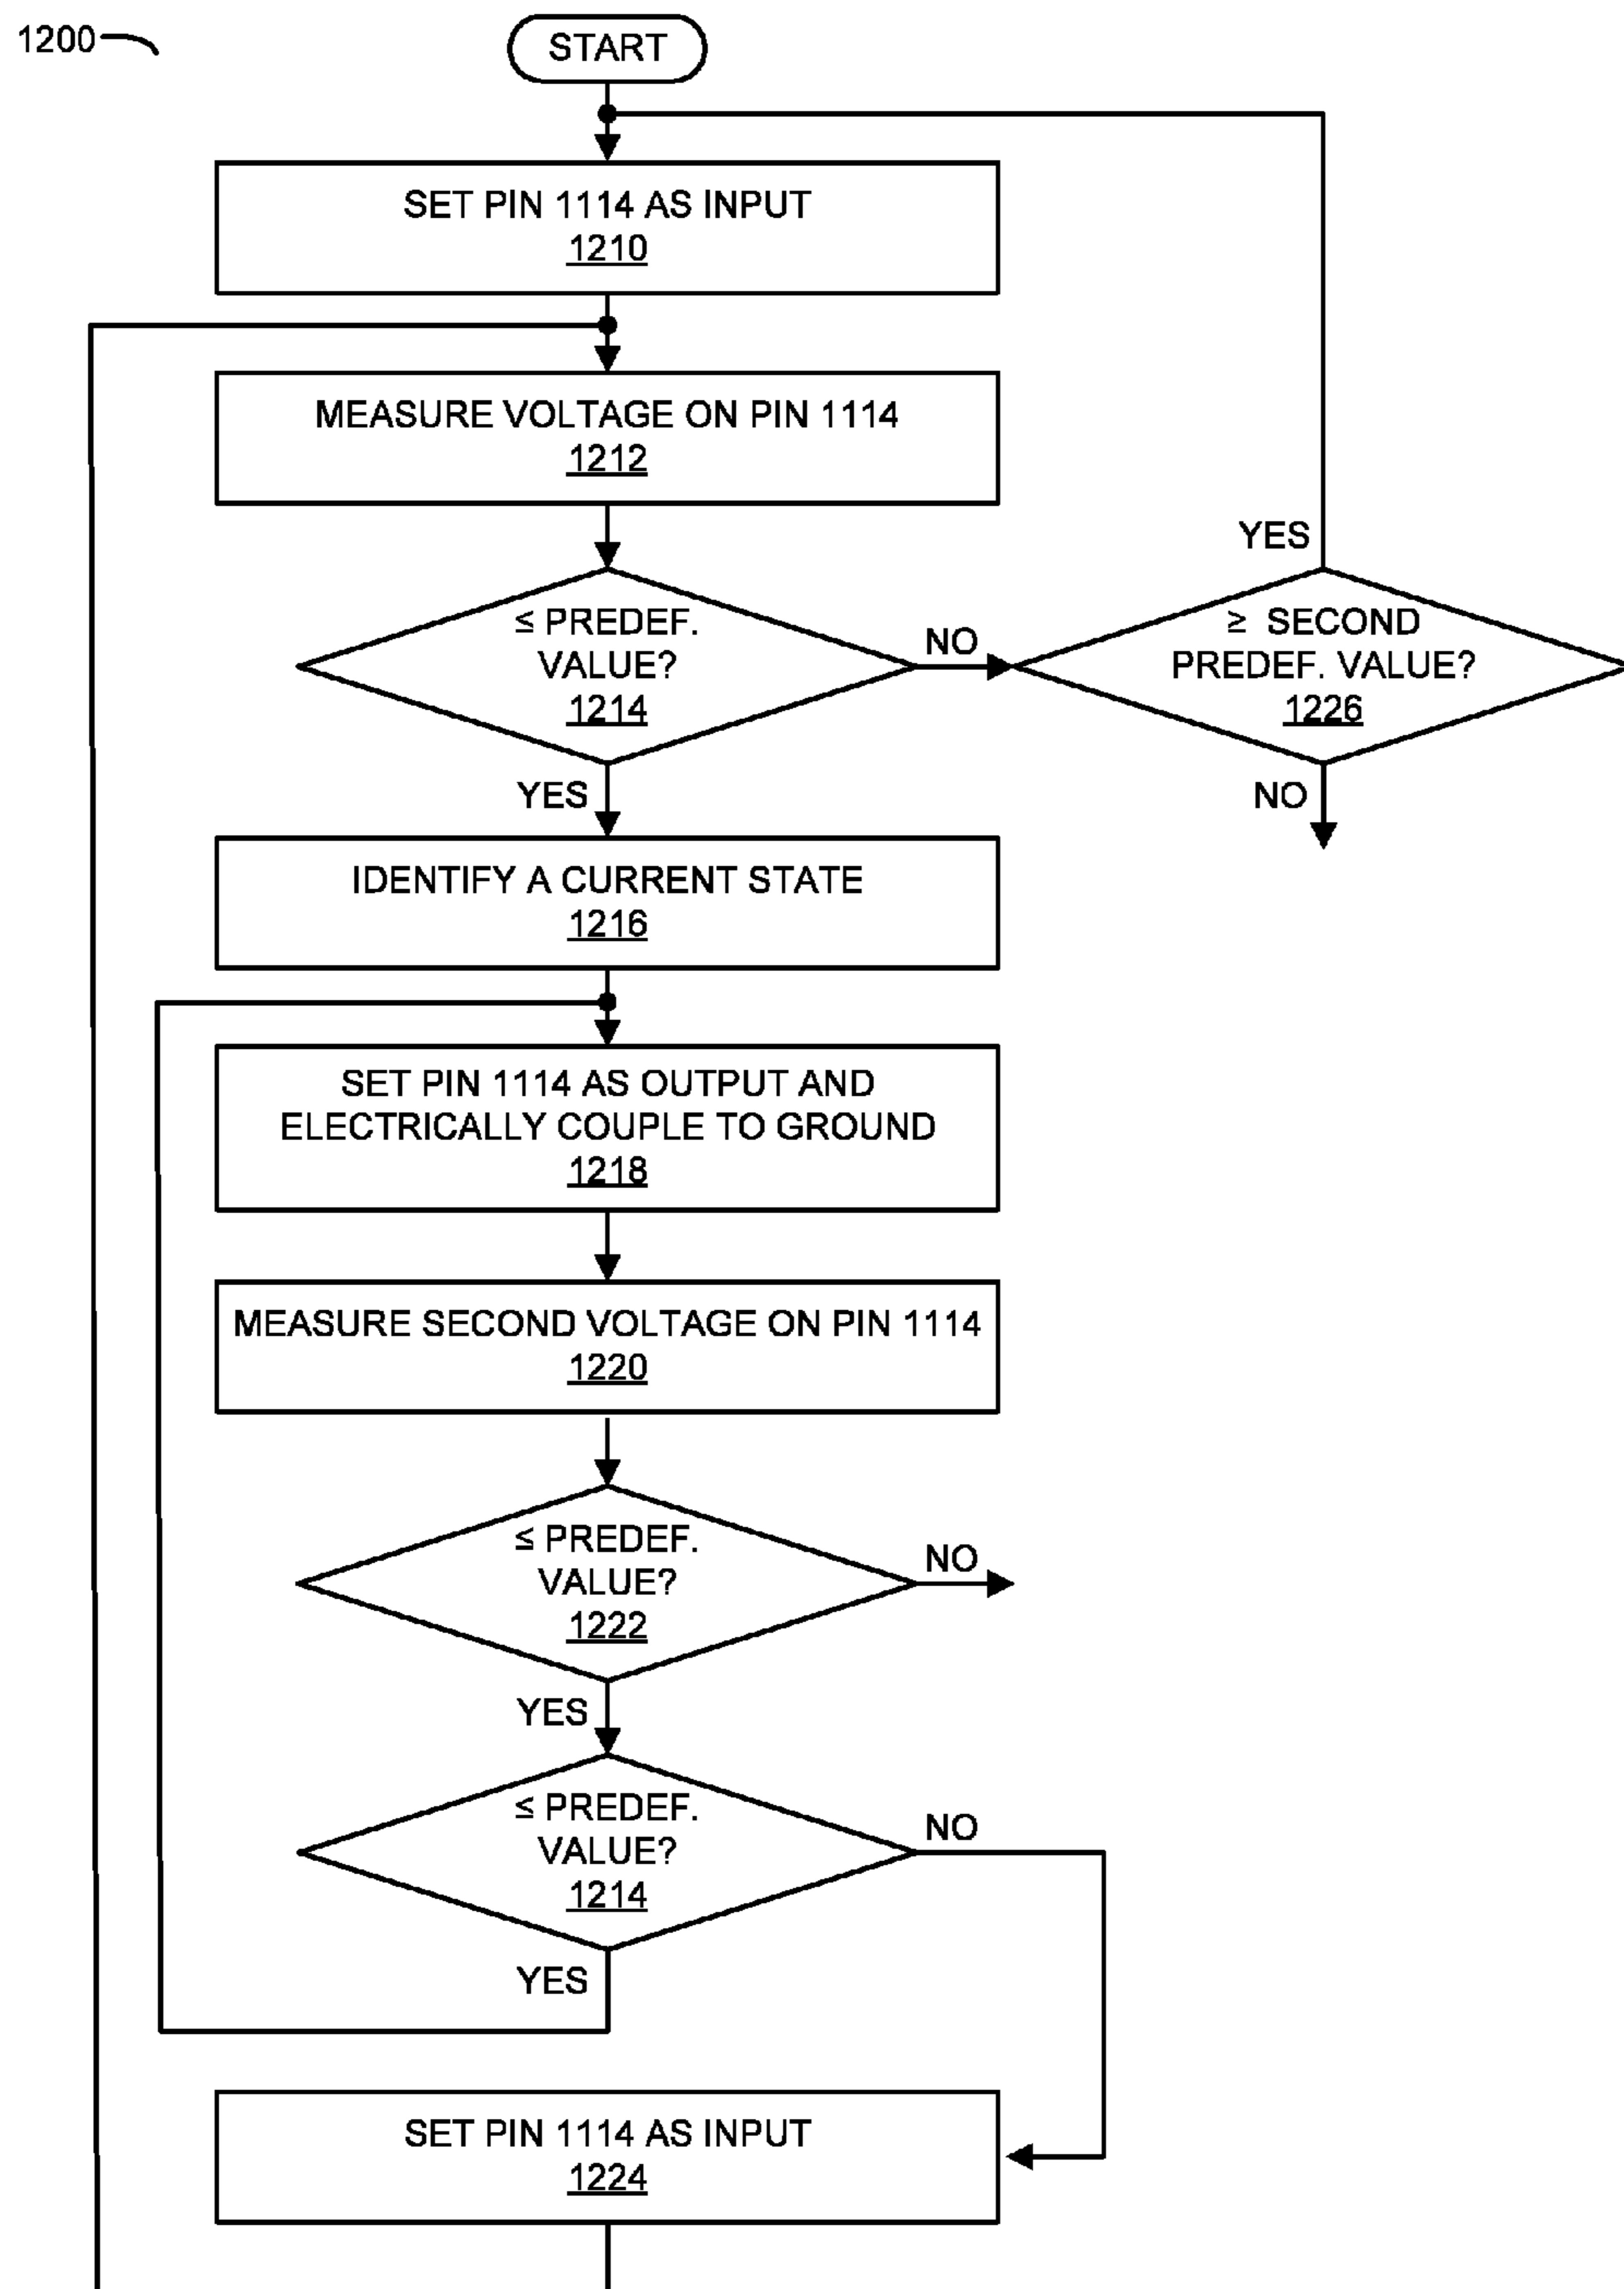 1200
START
SET PIN 1114 AS INPUT
1210
MEASURE VOLTAGE ON PIN 1114
1212
YES
≤ PREDEF.
VALUE?
1214
NO
≥ SECOND
PREDEF. VALUE?
1226
YES
NO
IDENTIFY A CURRENT STATE
1216
SET PIN 1114 AS OUTPUT AND
ELECTRICALLY COUPLE TO GROUND
1218
MEASURE SECOND VOLTAGE ON PIN 1114
1220
≤ PREDEF.
VALUE?
1222
NO
YES
≤ PREDEF.
VALUE?
1214
NO
YES
SET PIN 1114 AS INPUT
1224